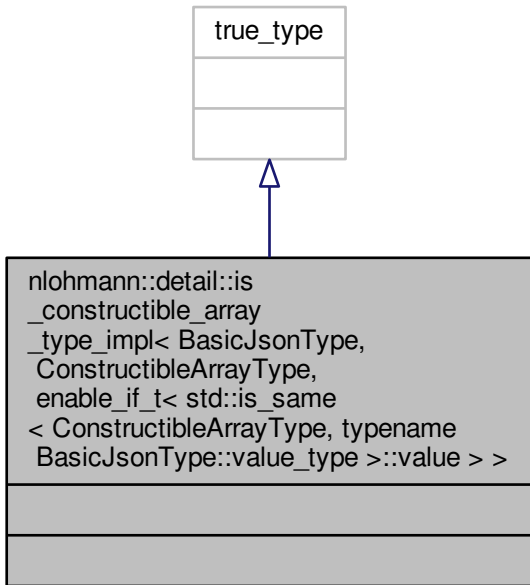 true_type
nlohmann::detail::is
_constructible_array
_type_impl< BasicJsonType,
ConstructibleArrayType,
enable_if_t< std::is_same
< ConstructibleArrayType, typename
BasicJsonType::value_type >::value > >